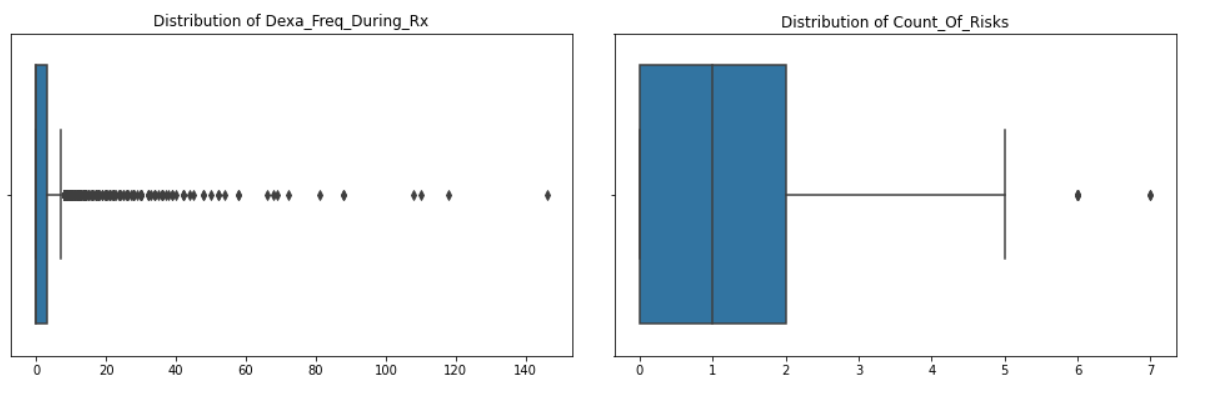 Distribution of Dexa_Freq_During_Rx
0 20 40 60 80 100 120 140
Distribution of Count_Of_Risks
0 1 2 3 4 5 6 7